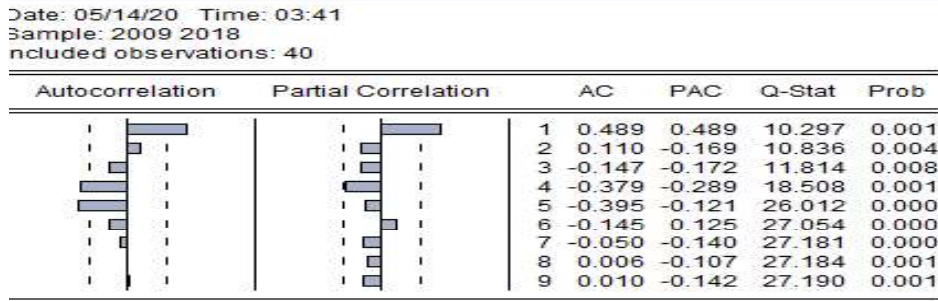 Date: 05/14/20 Time: 03:41
Sample: 2009 2018
ncluded observations: 40
Autocorrelation Partial Correlation AC PAC Q-Stat Prob
1 0.489 0.489 10.297 0.001
2 0.110 -0.169 10.836 0.004
3 -0.147 -0.172 11.814 0.008
4 -0.379 -0.289 18.508 0.001
5 -0.395 -0.121 26.012 0.000
6 -0.145 0.125 27.054 0.000
7 -0.050 -0.140 27.181 0.000
8 0.006 -0.107 27.184 0.001
9 0.010 -0.142 27.190 0.001